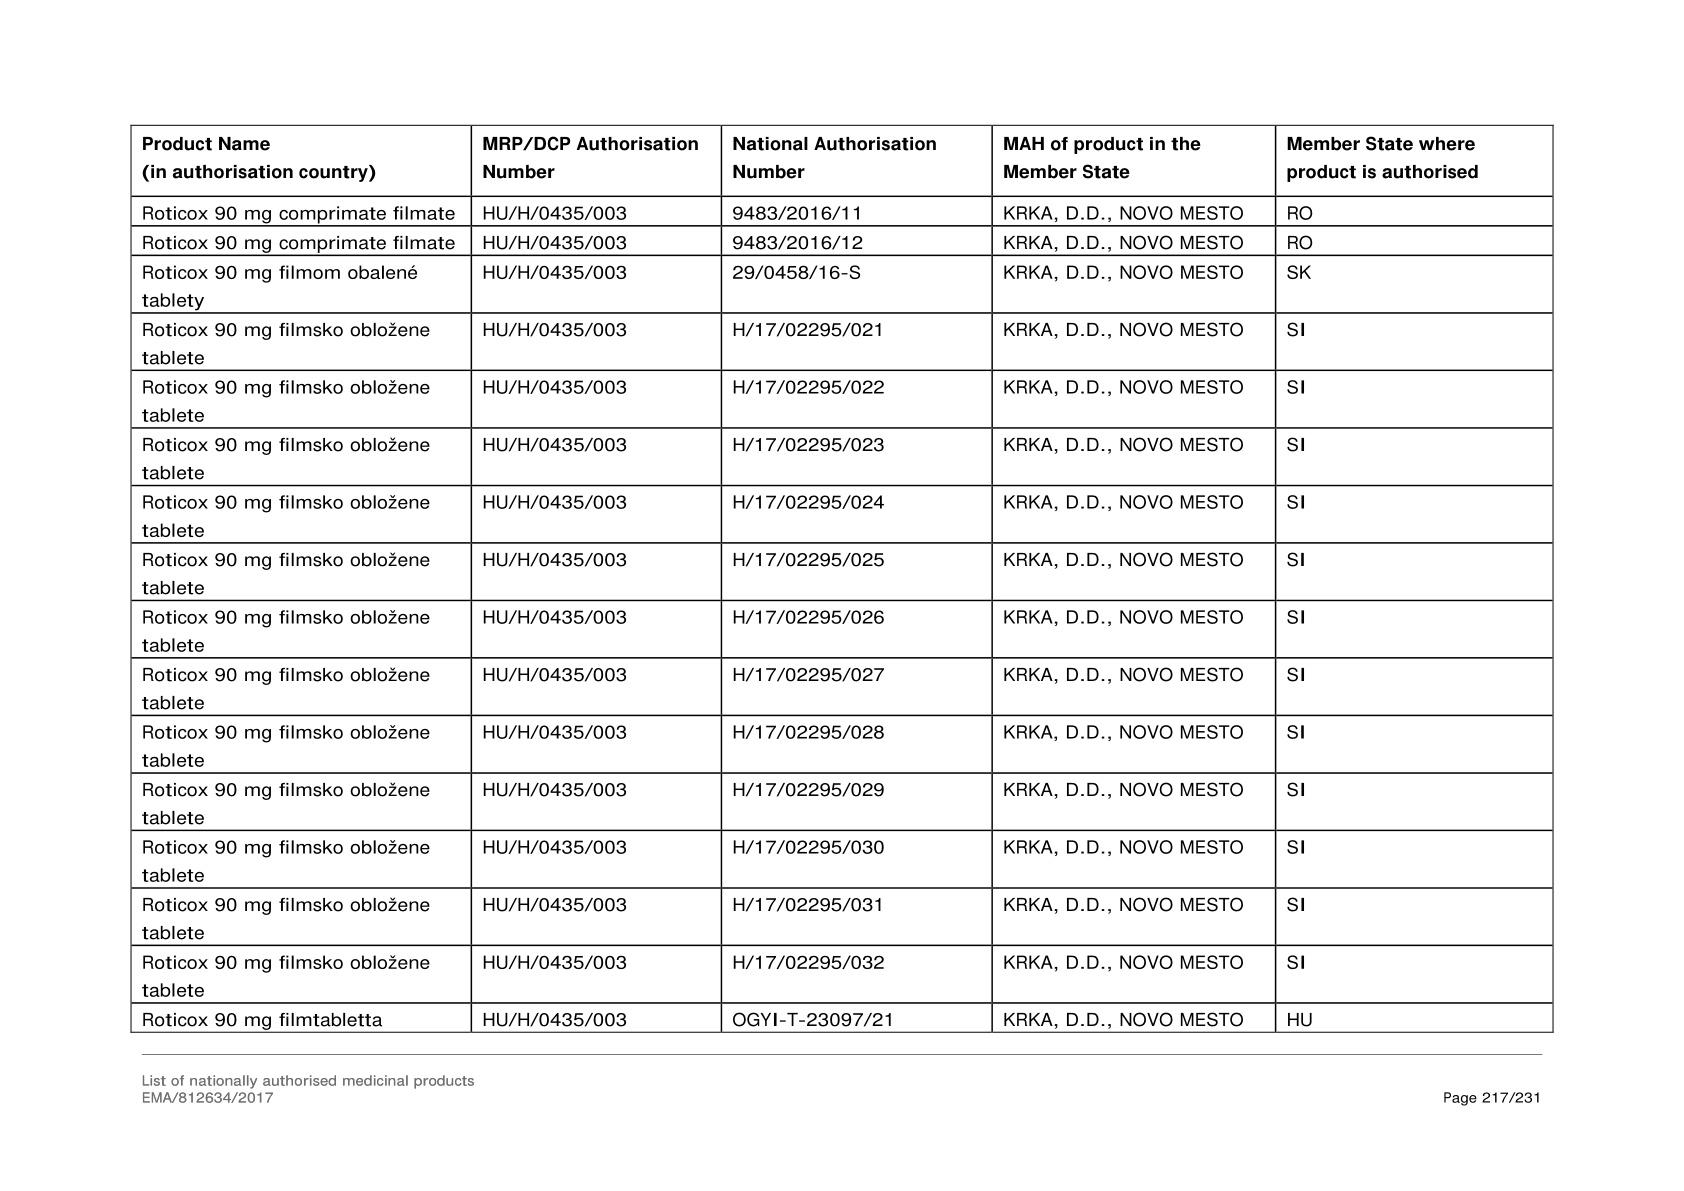 Product Name
(in authorisation country)
MRP/DCP Authorisation
Number
National Authorisation
Number
MAH of product in the
Member State
Member State where
product is authorised
Roticox 90 mg comprimate filmate HU/H/0435/003 9483/2016/11 KRKA, D.D., NOVO MESTO RO
Roticox 90 mg comprimate filmate HU/H/0435/003 9483/2016/12 KRKA, D.D., NOVO MESTO RO
Roticox 90 mg filmom obalené HU/H/0435/003 29/0458/16-S KRKA, D.D., NOVO MESTO SK
tablety
Roticox 90 mg filmsko obložene HU/H/0435/003 H/17/02295/021 KRKA, D.D., NOVO MESTO SI
tablete
Roticox 90 mg filmsko obložene HU/H/0435/003 H/17/02295/022 KRKA, D.D., NOVO MESTO SI
tablete
Roticox 90 mg filmsko obložene HU/H/0435/003 H/17/02295/023 KRKA, D.D., NOVO MESTO SI
tablete
Roticox 90 mg filmsko obložene HU/H/0435/003 H/17/02295/024 KRKA, D.D., NOVO MESTO SI
tablete
Roticox 90 mg filmsko obložene HU/H/0435/003 H/17/02295/025 KRKA, D.D., NOVO MESTO SI
tablete
Roticox 90 mg filmsko obložene HU/H/0435/003 H/17/02295/026 KRKA, D.D., NOVO MESTO SI
tablete
Roticox 90 mg filmsko obložene HU/H/0435/003 H/17/02295/027 KRKA, D.D., NOVO MESTO SI
tablete
Roticox 90 mg filmsko obložene HU/H/0435/003 H/17/02295/028 KRKA, D.D., NOVO MESTO SI
tablete
Roticox 90 mg filmsko obložene HU/H/0435/003 H/17/02295/029 KRKA, D.D., NOVO MESTO SI
tablete
Roticox 90 mg filmsko obložene HU/H/0435/003 H/17/02295/030 KRKA, D.D., NOVO MESTO SI
tablete
Roticox 90 mg filmsko obložene HU/H/0435/003 H/17/02295/031 KRKA, D.D., NOVO MESTO SI
tablete
Roticox 90 mg filmsko obložene HU/H/0435/003 H/17/02295/032 KRKA, D.D., NOVO MESTO SI
tablete
Roticox 90 mg filmtabletta HU/H/0435/003 OGYI-T-23097/21 KRKA, D.D., NOVO MESTO HU
List of nationally authorised medicinal products
EMA/812634/2017 Page 217/231